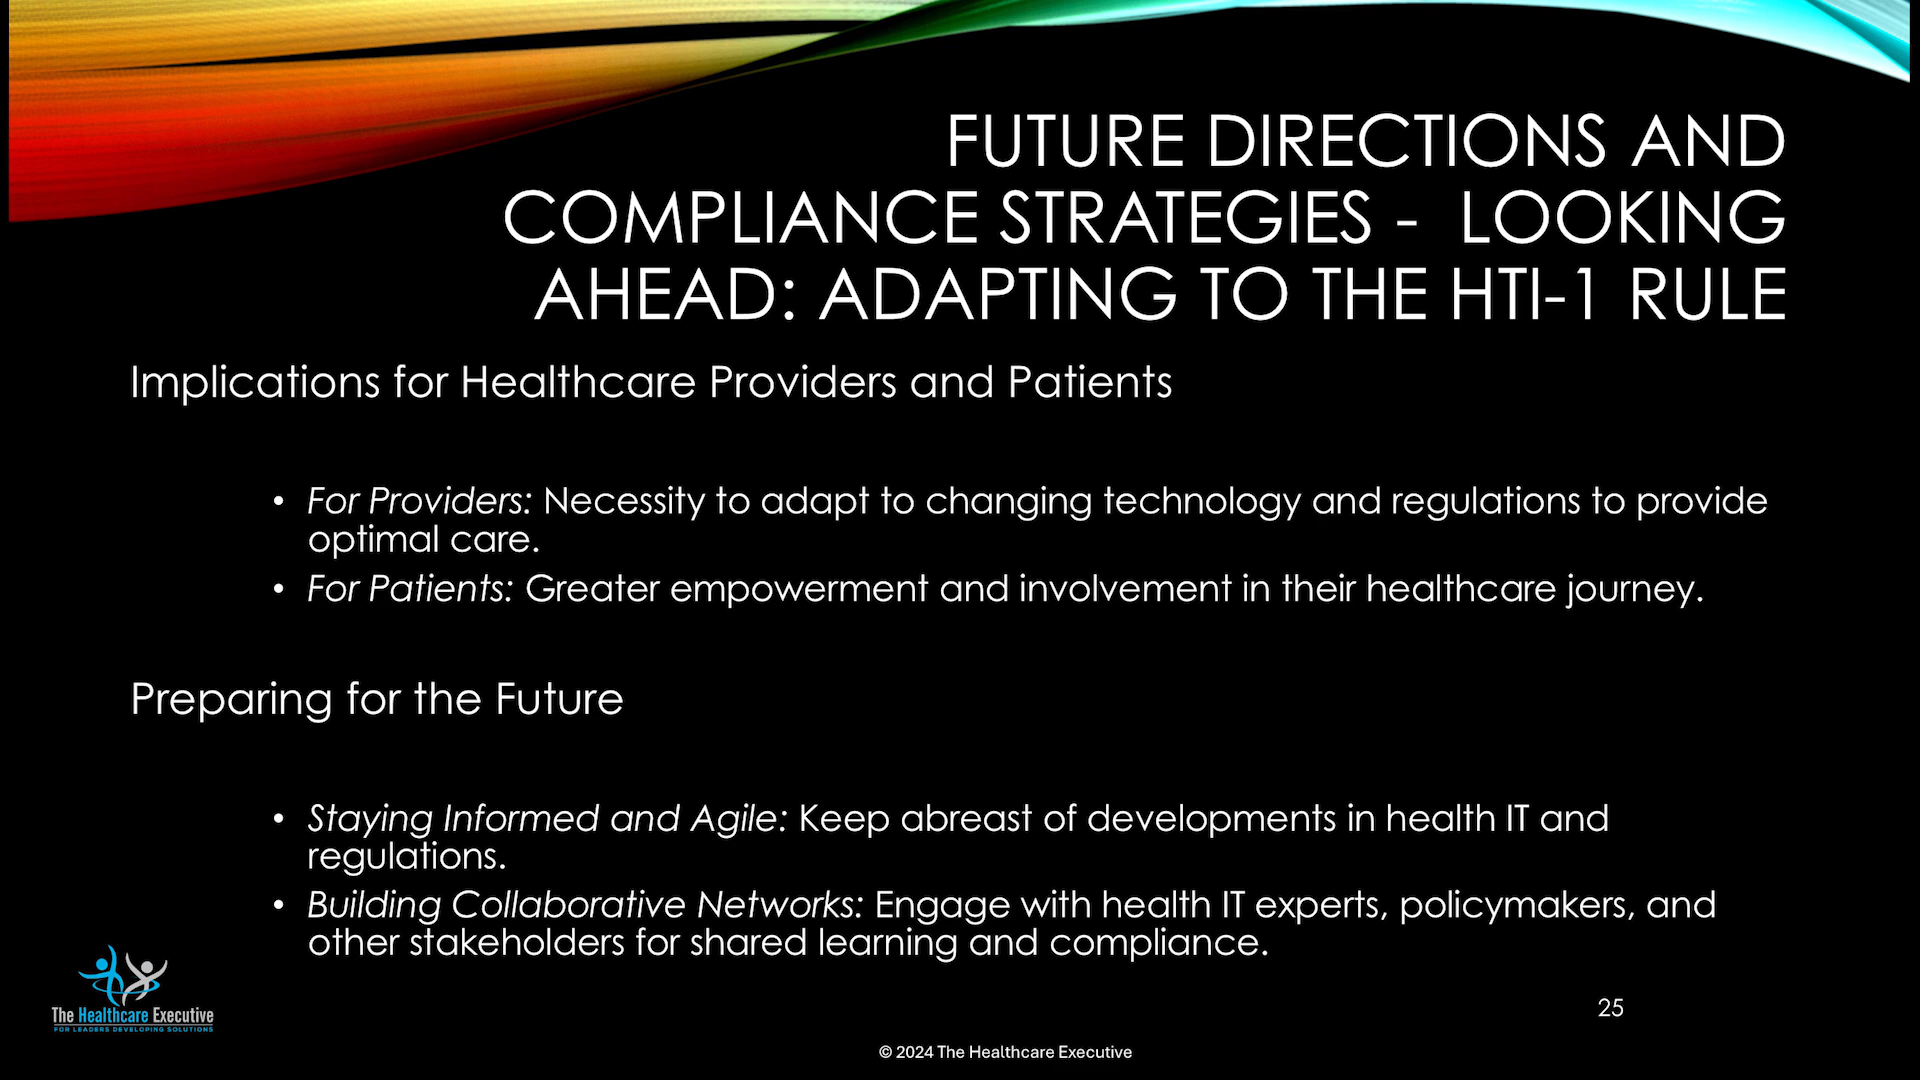 FUTURE DIRECTIONS AND
COMPLIANCE STRATEGIES -  LOOKING
AHEAD: ADAPTING TO THE HTI-1 RULE
Implications for Healthcare Providers and Patients
• For Providers: Necessity to adapt to changing technology and regulations to provide
optimal care.
• For Patients: Greater empowerment and involvement in their healthcare journey.
Preparing for the Future
• Staying Informed and Agile: Keep abreast of developments in health IT and
regulations.
• Building Collaborative Networks: Engage with health IT experts, policymakers, and
other stakeholders for shared learning and compliance.
The Healthcare Executive
FOR LEADERS DEVELOPING SOLUTIONS
25
© 2024 The Healthcare Executive